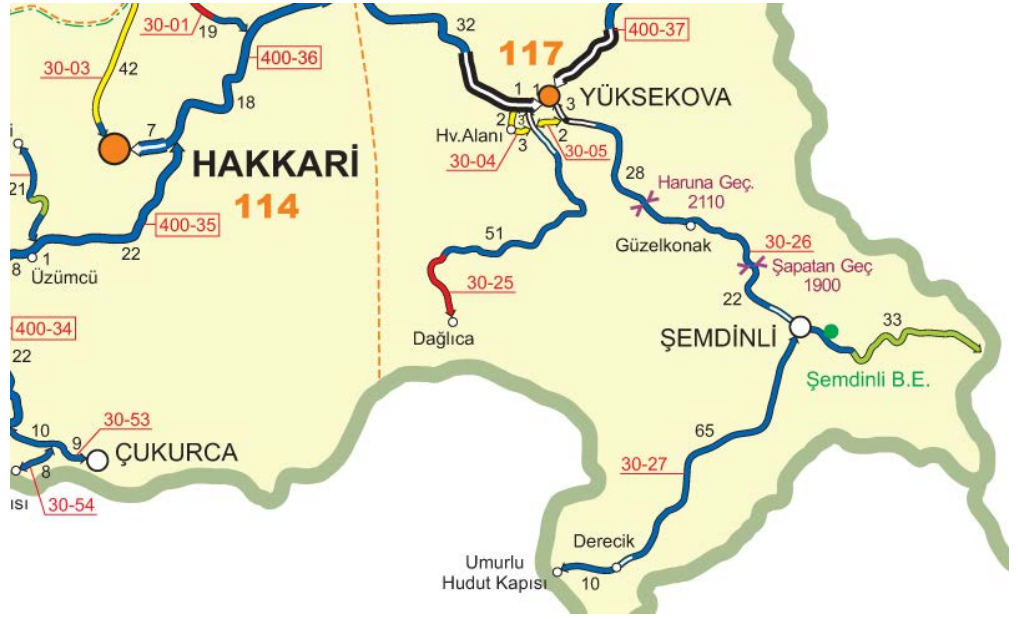 30-01
19
32
400-37
117
400-36
30-03
42
18
1
1
3
YÜKSEKOVA
2
3
2
Hv.Alanı
3
30-04
30-05
7
HAKKARİ
114
28
Haruna Geç.
2110
21
400-35
22
51
Güzelkonak
30-26
8
1
Üzümcü
30-25
Şapatan Geç
1900
22
400-34
22
Dağlıca
ŞEMDİNLİ
33
Şemdinli B.E.
10
30-53
9
ÇUKURCA
65
8
30-27
ısı
30-54
Derecik
Umurlu
Hudut Kapısı
10